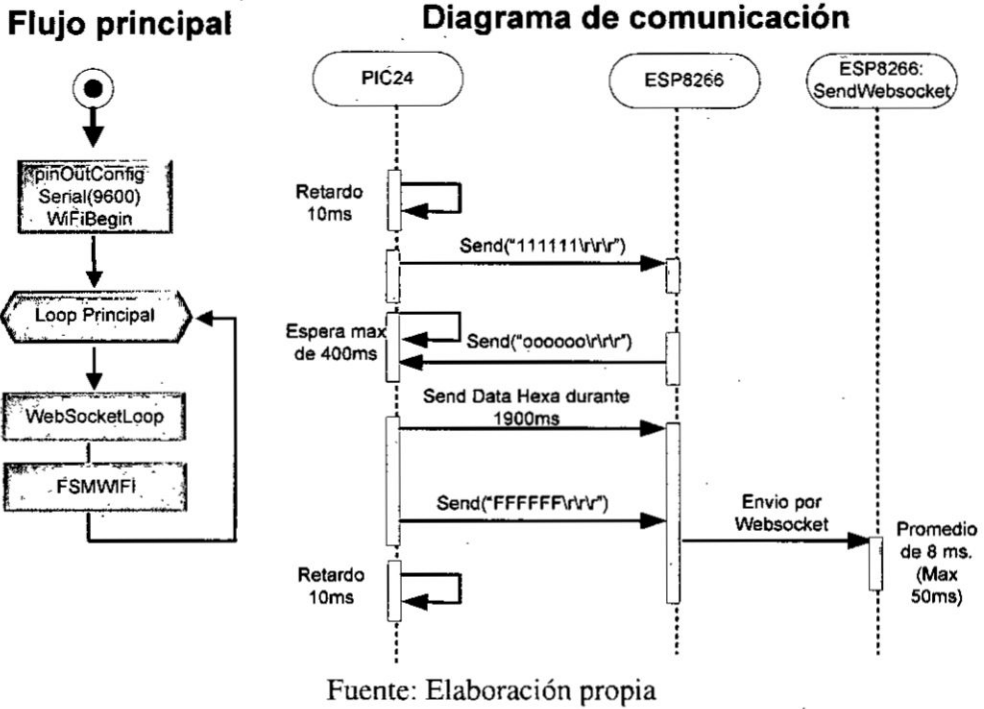 Flujo principal
Diagrama de comunicación
pinOutConfig
Serial(9600)
WiFiBegin
Loop Principal
WebSocketLoop
FSMWIFI
PIC24
ESP8266
ESP8266:
SendWebsocket
Retardo
10ms
Send("111111\r\r\r")
Espera max
de 400ms
Send("oooooo\r\r\r")
Send Data Hexa durante
1900ms
Send("FFFFFF\r\r\r")
Envio por
Websocket
Promedio
de 8 ms.
(Max
50ms)
Retardo
10ms
Fuente: Elaboración propia